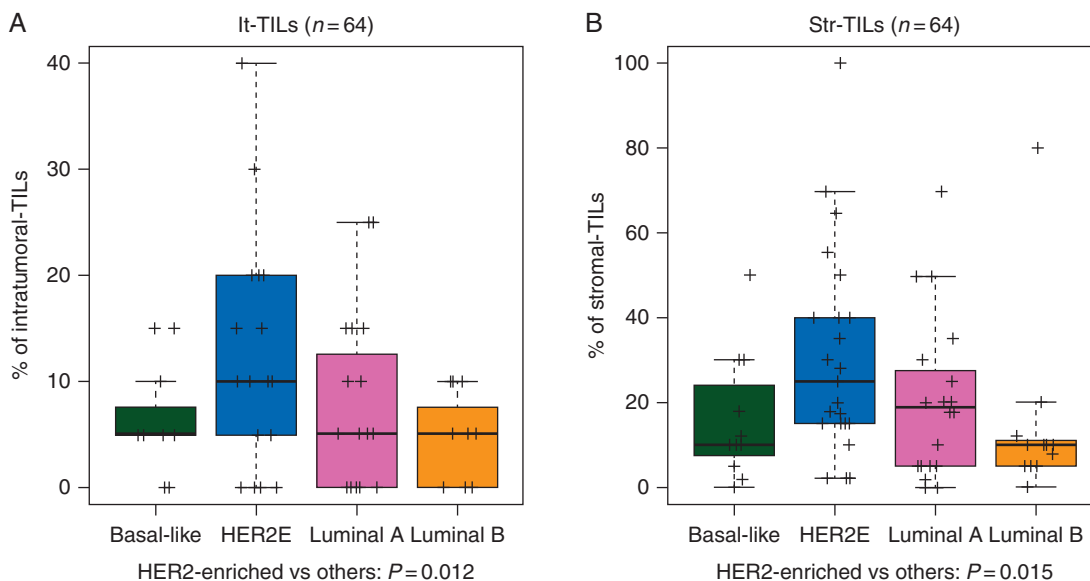 A
It-TILs (n=64)
% of intratumoral-TILs
40
30
20
10
0
Basal-like HER2E Luminal A Luminal B
HER2-enriched vs others: P=0.012
B
Str-TILs (n=64)
% of stromal-TILs
100
80
60
40
20
0
Basal-like HER2E Luminal A Luminal B
HER2-enriched vs others: P=0.015